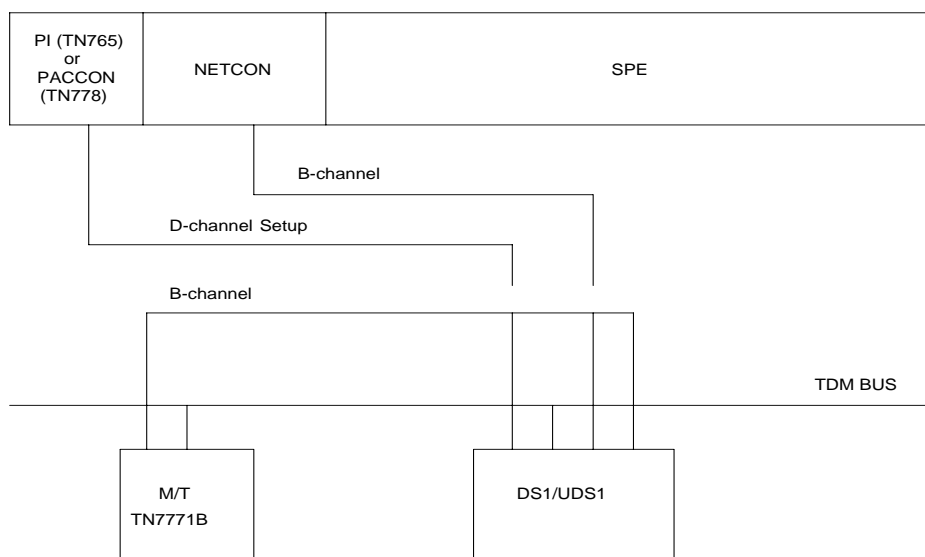 PI (TN765)
or
PACCON
(TN778)
NETCON
SPE
B-channel
D-channel Setup
B-channel
TDM BUS
M/T
TN7771B
DS1/UDS1